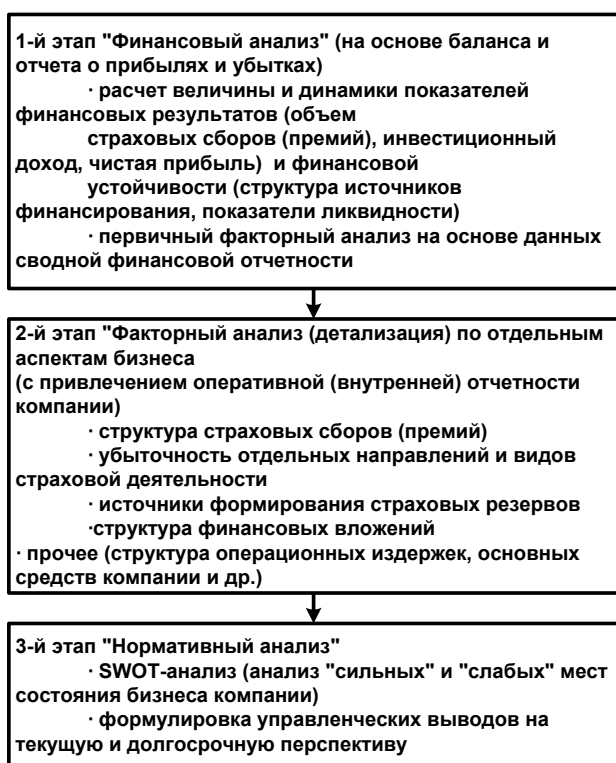 1-й этап "Финансовый анализ" (на основе баланса и
отчета о прибылях и убытках)
· расчет величины и динамики показателей
финансовых результатов (объем
страховых сборов (премий), инвестиционный
доход, чистая прибыль) и финансовой
устойчивости (структура источников
финансирования, показатели ликвидности)
· первичный факторный анализ на основе данных
сводной финансовой отчетности
2-й этап "Факторный анализ (детализация) по отдельным
аспектам бизнеса
(с привлечением оперативной (внутренней) отчетности
компании)
· структура страховых сборов (премий)
· убыточность отдельных направлений и видов
страховой деятельности
· источники формирования страховых резервов
·структура финансовых вложений
· прочее (структура операционных издержек, основных
средств компании и др.)
3-й этап "Нормативный анализ"
· SWOT-анализ (анализ "сильных" и "слабых" мест
состояния бизнеса компании)
· формулировка управленческих выводов на
текущую и долгосрочную перспективу